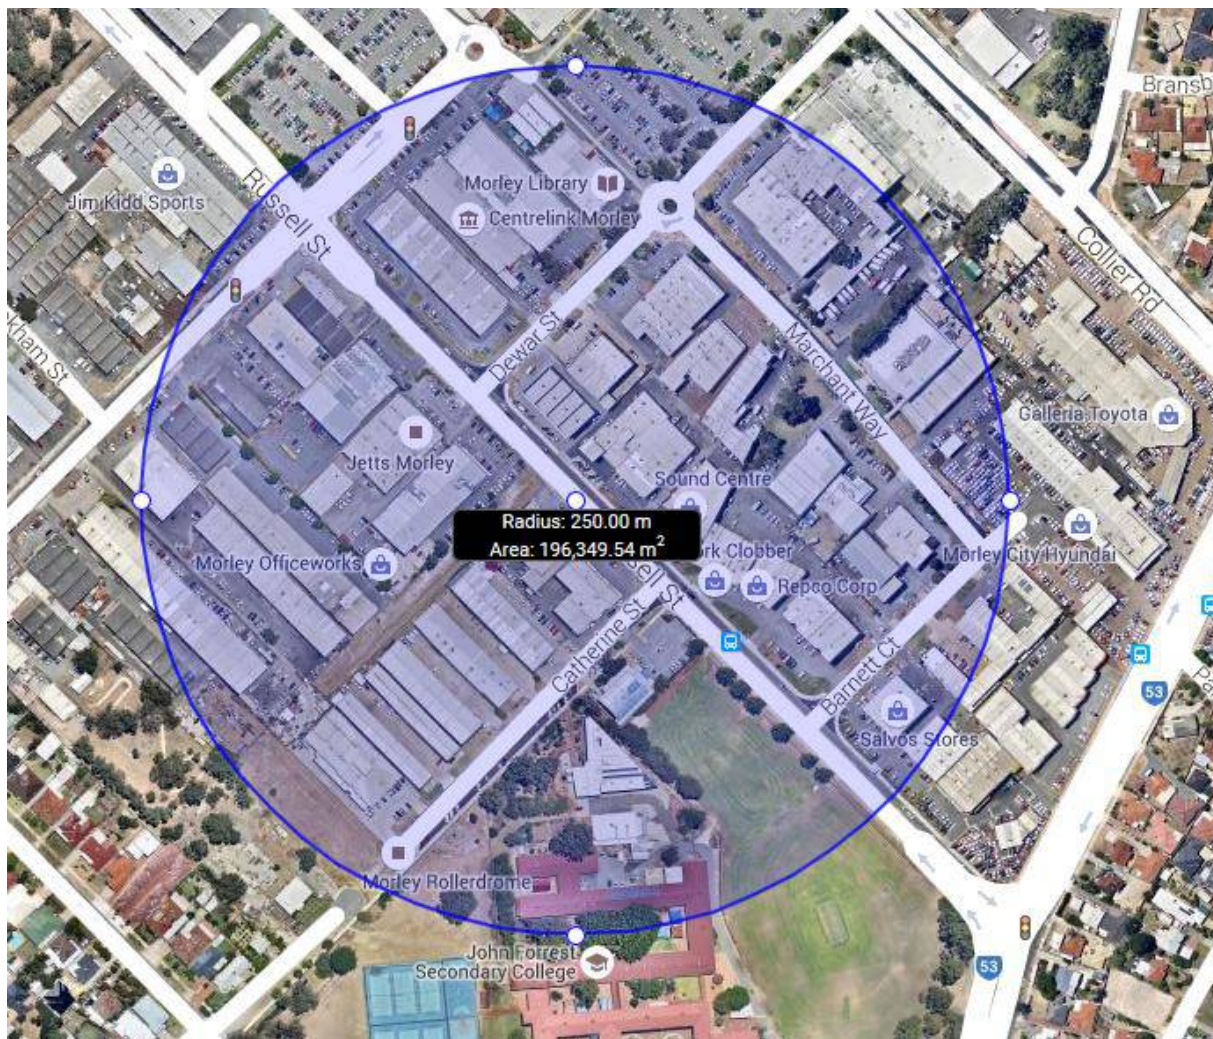 Bransb
Jim Kidd Sports
Russell St
Morley Library
Centrelink Morley
Collier Rd
kham St
Dewar St
Marchant Way
Galleria Toyota
Jetts Morley
Sound Centre
Radius: 250.00 m
Area: 196,349.54 m²
Morley Officeworks
rk Clobber
Repco Corp
Morley City Hyundai
ssell St
Catherine St
Barnett Ct
Pa
53
Salvos Stores
Morley Rollerdrome
John Forrest
Secondary College
53